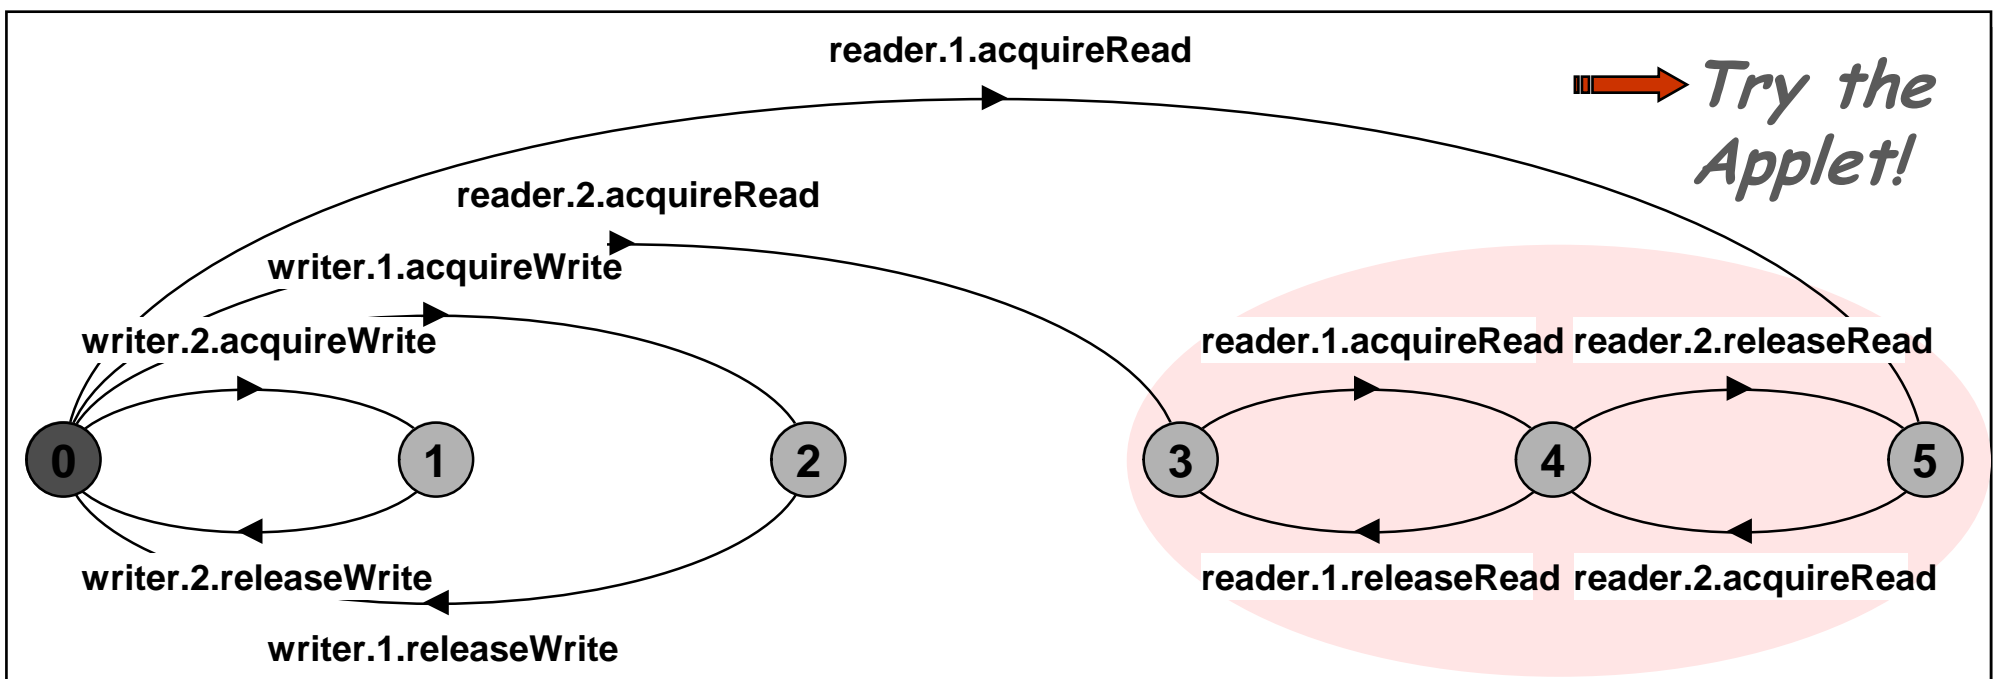 reader.1.acquireRead
Try the
Applet!
reader.2.acquireRead
writer.1.acquireWrite
writer.2.acquireWrite
reader.1.acquireRead reader.2.releaseRead
0 1 2 3 4 5
writer.2.releaseWrite
reader.1.releaseRead reader.2.acquireRead
writer.1.releaseWrite